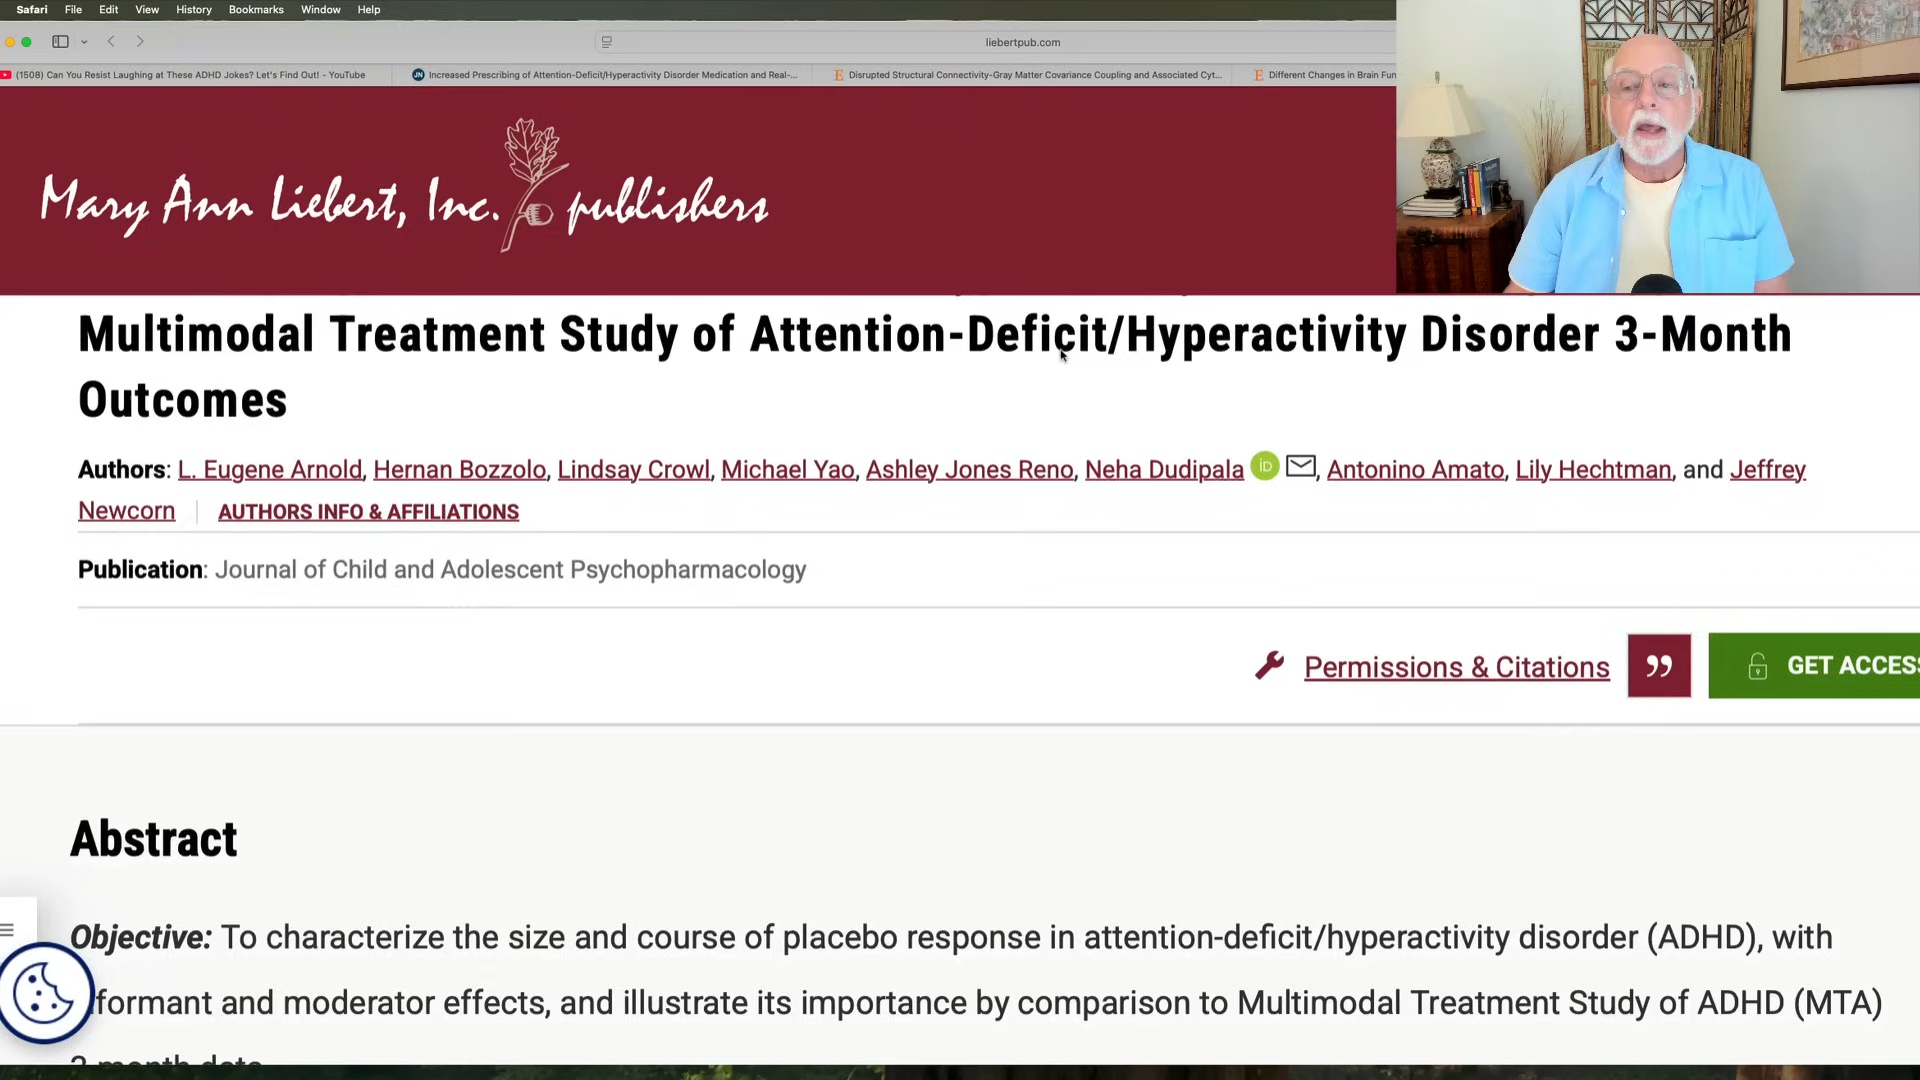 Safari File Edit View History Bookmarks Window Help
liebertpub.com
(1508) Can You Resist Laughing at These ADHD Jokes? Let's Find Out! - YouTube
JN Increased Prescribing of Attention-Deficit/Hyperactivity Disorder Medication and Real-...
E Disrupted Structural Connectivity-Gray Matter Covariance Coupling and Associated Cyt...
E Different Changes in Brain Fun
Mary Ann Liebert, Inc. publishers
Multimodal Treatment Study of Attention-Deficit/Hyperactivity Disorder 3-Month
Outcomes
Authors: L. Eugene Arnold, Hernan Bozzolo, Lindsay Crowl, Michael Yao, Ashley Jones Reno, Neha Dudipala iD, Antonino Amato, Lily Hechtman, and Jeffrey
Newcorn | AUTHORS INFO & AFFILIATIONS
Publication: Journal of Child and Adolescent Psychopharmacology
Permissions & Citations
GET ACCESS
Abstract
Objective: To characterize the size and course of placebo response in attention-deficit/hyperactivity disorder (ADHD), with
formant and moderator effects, and illustrate its importance by comparison to Multimodal Treatment Study of ADHD (MTA)
3-month data